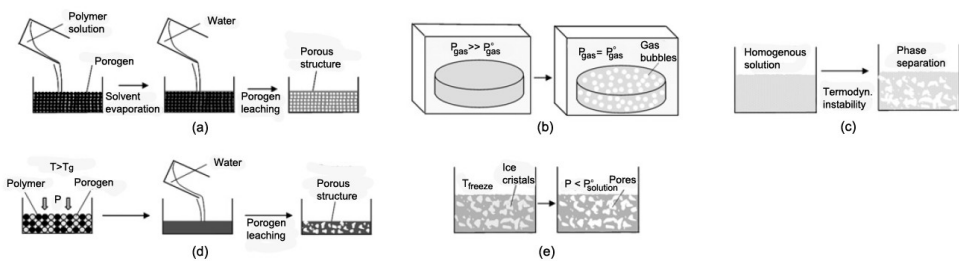 Polymer
solution
Water
Porogen
Solvent
evaporation
Porogen
leaching
Porous
structure
(a)
Pgas>> P°gas
Pgas= P°gas
Gas
bubbles
(b)
Homogenous
solution
Termodyn.
instability
Phase
separation
(c)
T>Tg
Polymer
P
Porogen
Water
Porogen
leaching
Porous
structure
(d)
Tfreeze
Ice
cristals
P < P°solution
Pores
(e)